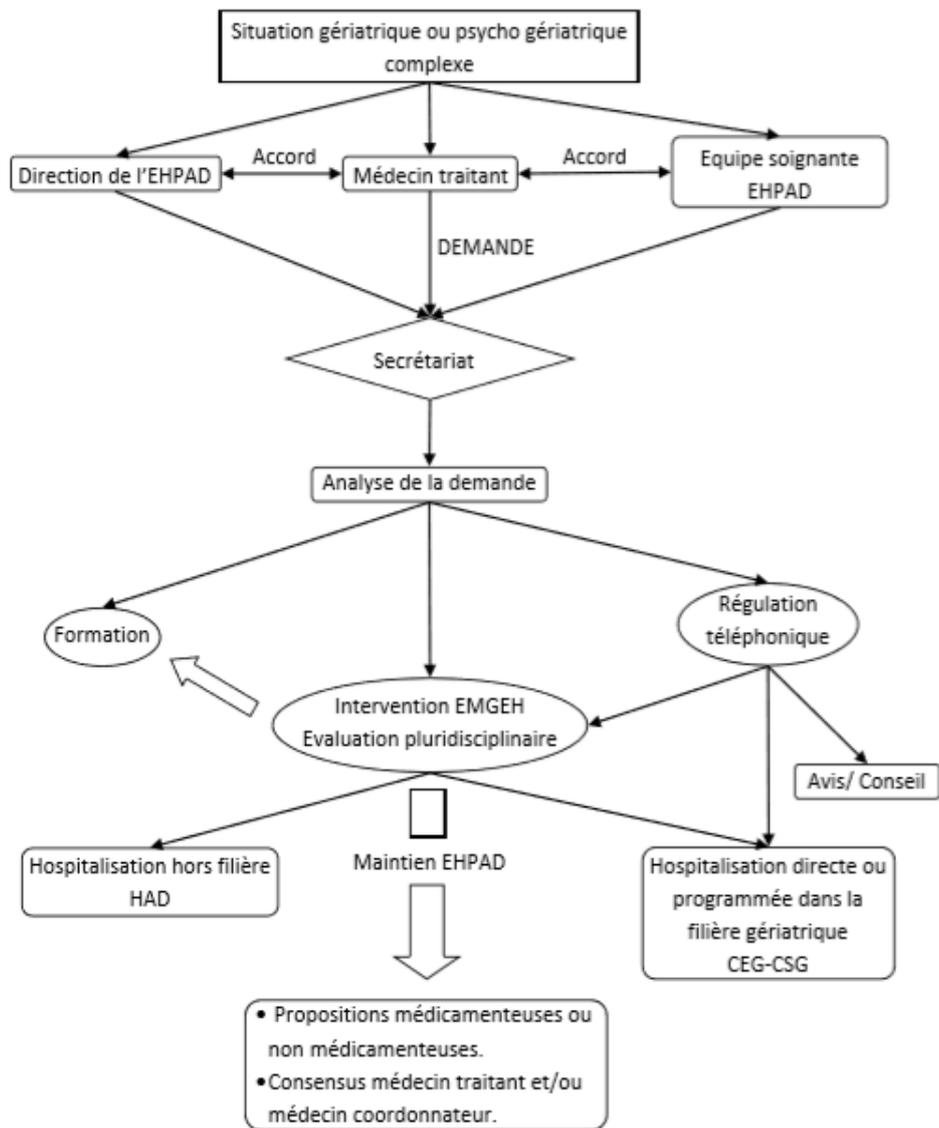 Situation gériatrique ou psycho gériatrique
complexe
Direction de l'EHPAD
Accord
Médecin traitant
Accord
Equipe soignante
EHPAD
DEMANDE
Secrétariat
Analyse de la demande
Formation
Régulation
téléphonique
Intervention EMGEH
Evaluation pluridisciplinaire
Avis/ Conseil
Hospitalisation hors filière
HAD
Maintien EHPAD
Hospitalisation directe ou
programmée dans la
filière gériatrique
CEG-CSG
• Propositions médicamenteuses ou
non médicamenteuses.
•Consensus médecin traitant et/ou
médecin coordonnateur.